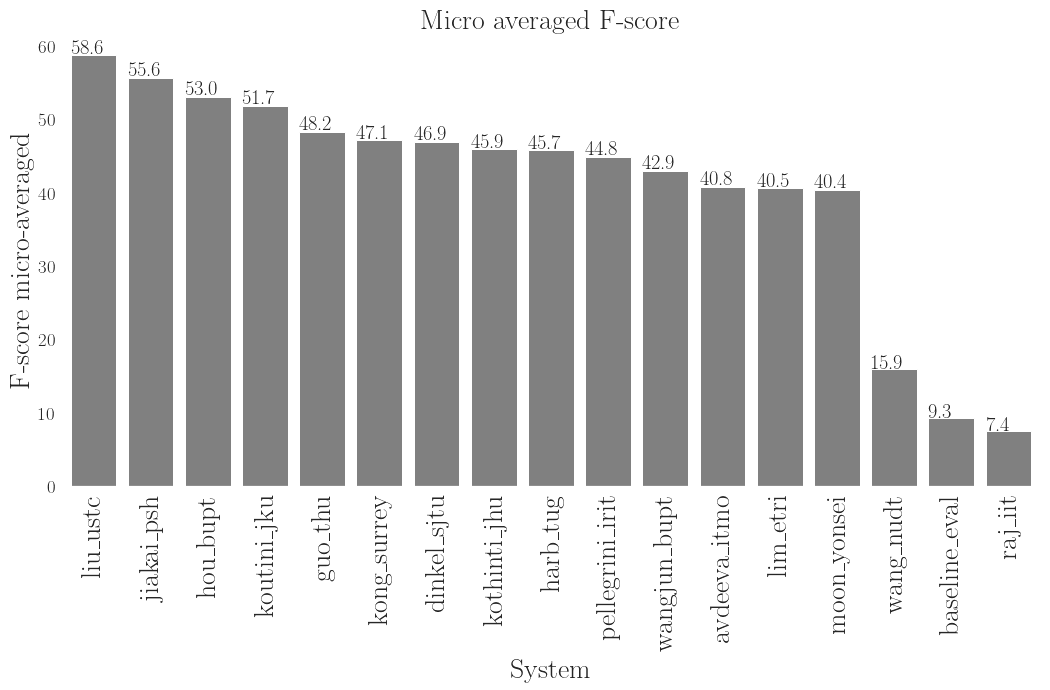 Micro averaged F-score
F-score micro-averaged
60
50
40
30
20
10
0
58.6
55.6
53.0
51.7
48.2
47.1
46.9
45.9
45.7
44.8
42.9
40.8
40.5
40.4
15.9
9.3
7.4
liu_ustc
jiakai_psh
hou_bupt
koutini_jku
guo_thu
kong_surrey
dinkel_sjtu
kothinti_jhu
harb_tug
pellegrini_irit
wangjun_bupt
avdeeva_itmo
lim_etri
moon_yonsei
wang_nudt
baseline_eval
raj_iit
System